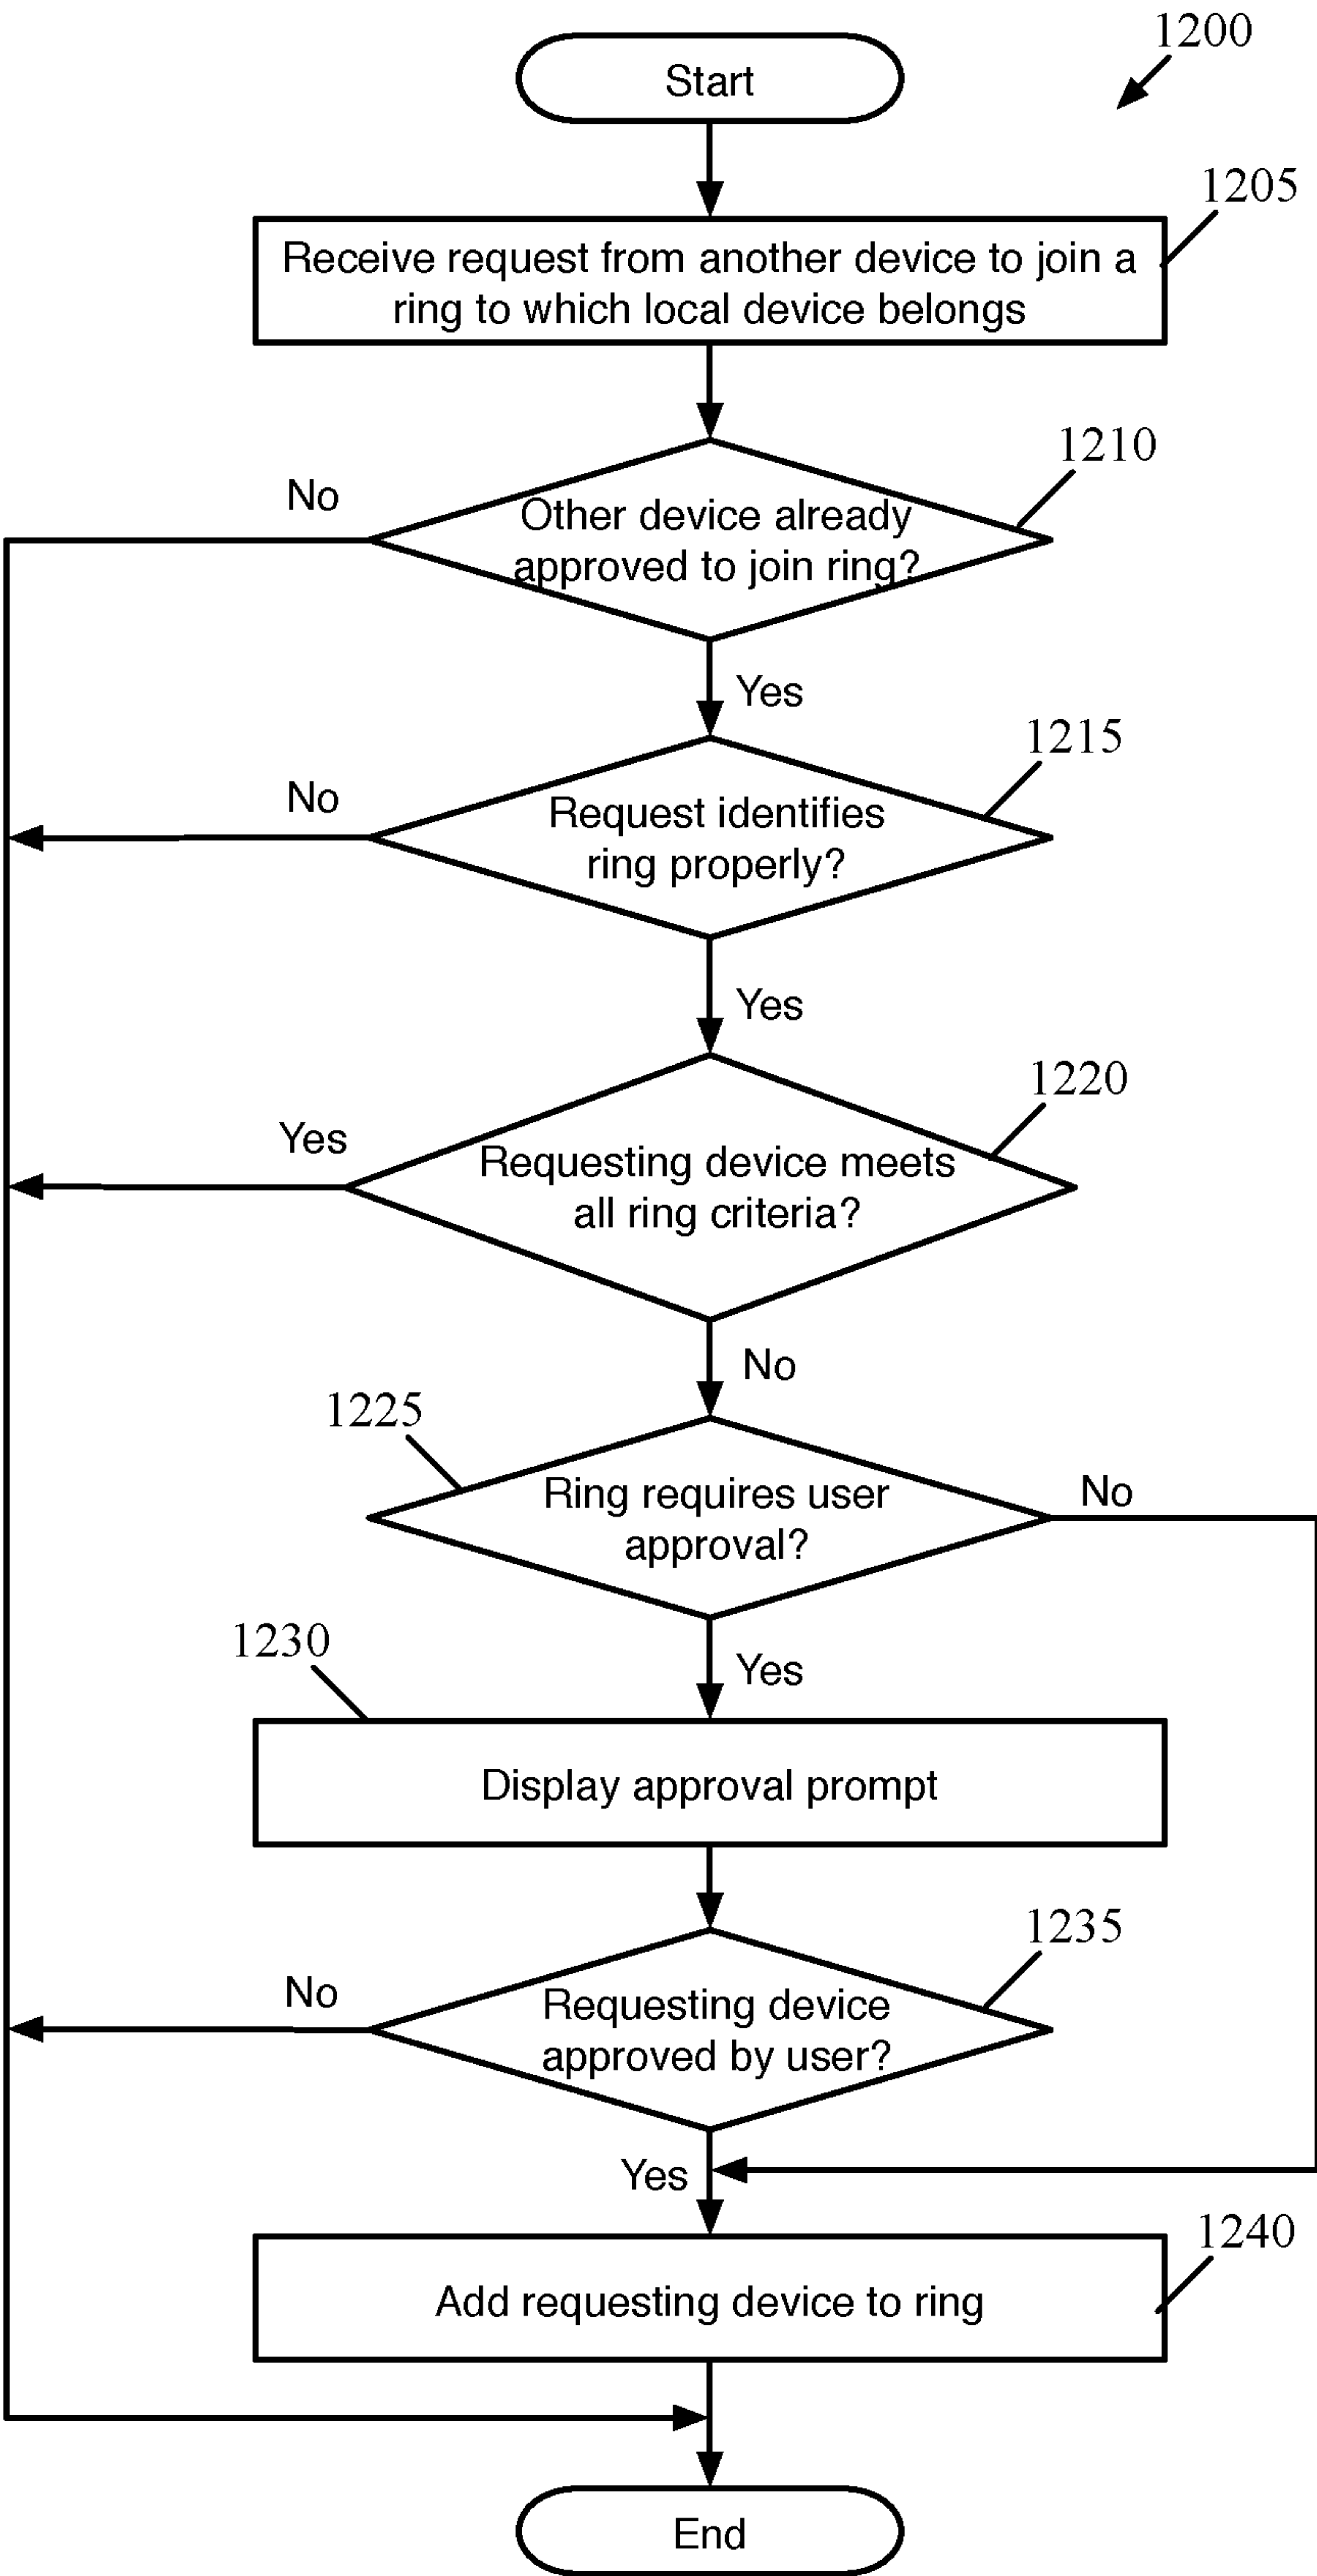 1200
Start
1205
Receive request from another device to join a
ring to which local device belongs
1210
No
Other device already
approved to join ring?
Yes
1215
No
Request identifies
ring properly?
Yes
1220
Yes
Requesting device meets
all ring criteria?
No
1225
Ring requires user
approval?
No
1230
Yes
Display approval prompt
1235
No
Requesting device
approved by user?
Yes
1240
Add requesting device to ring
End